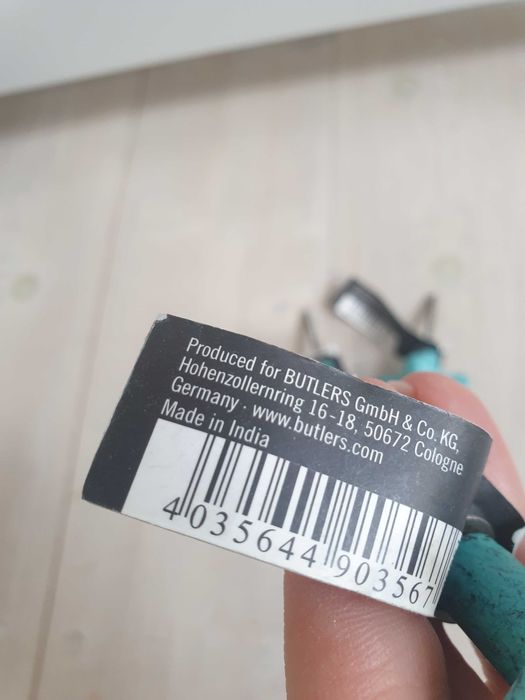 Produced for BUTLERS GmbH & Co. KG,
Hohenzollernring 16-18, 50672 Cologne
Germany · www.butlers.com
Made in India
4 035644 903567